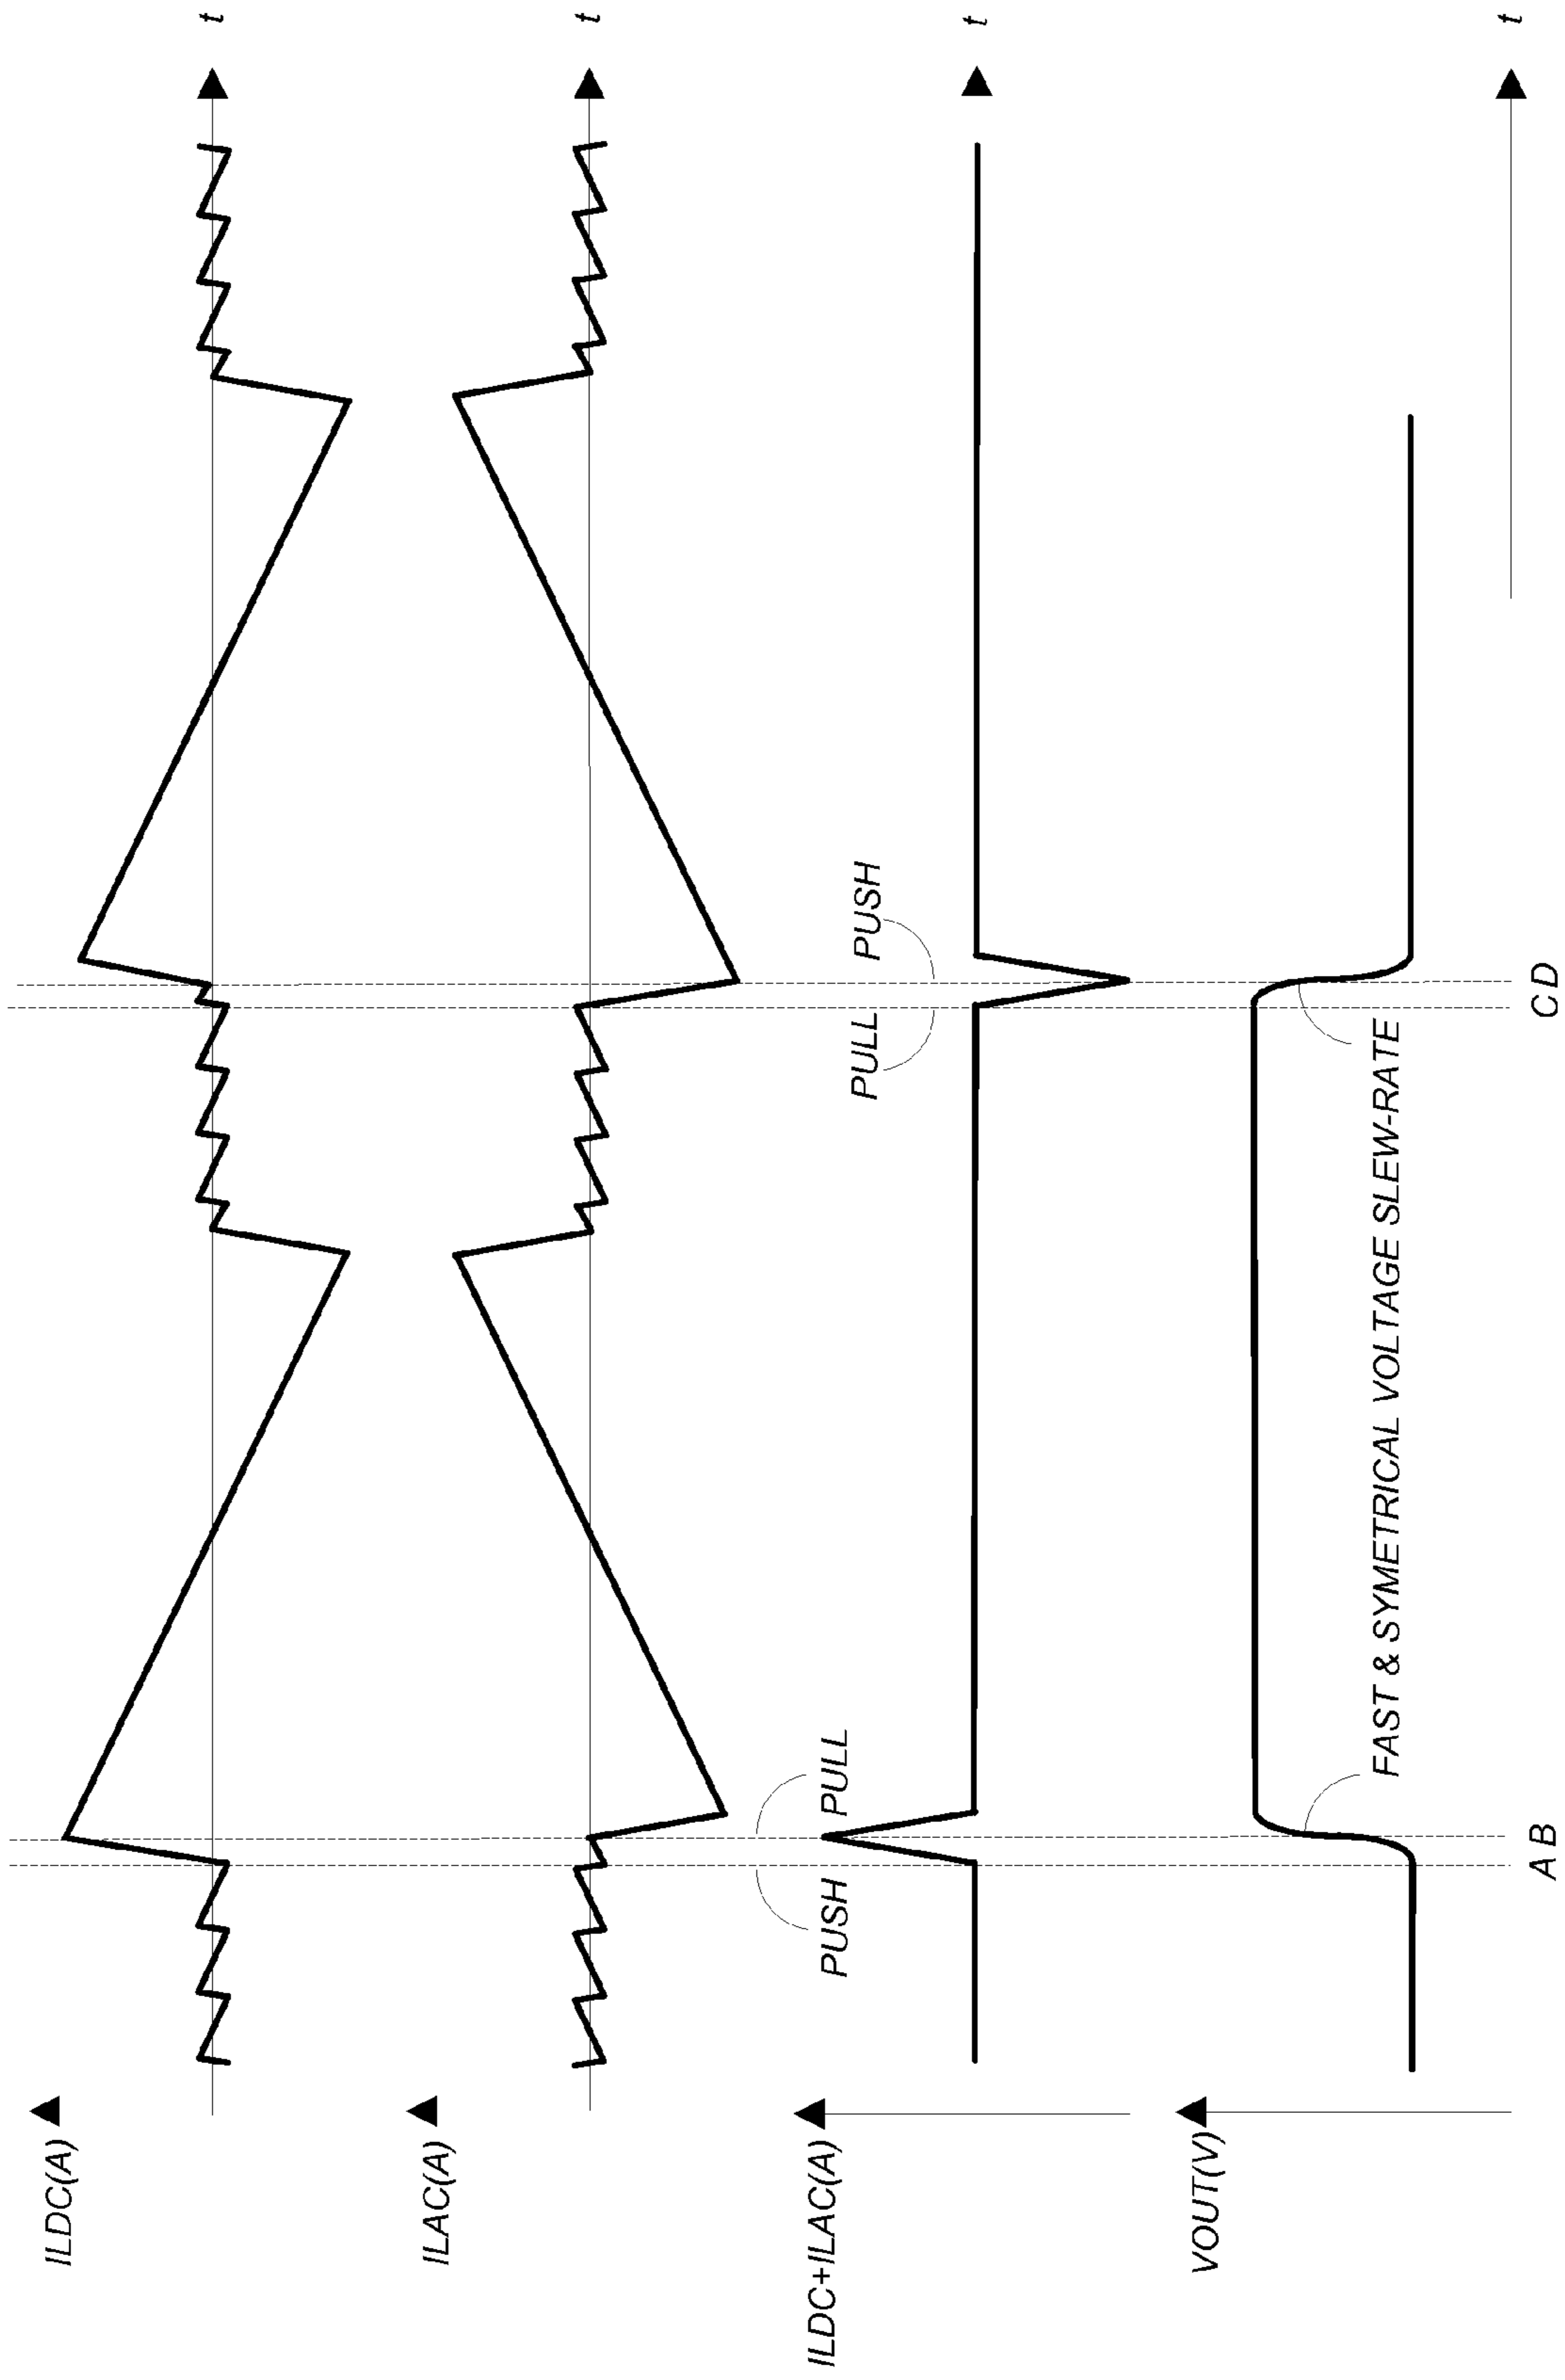 ILDC(A)
t
ILAC(A)
t
ILDC+ILAC(A)
PUSH PULL
PULL PUSH
t
VOUT(V)
FAST & SYMETRICAL VOLTAGE SLEW-RATE
t
A B
C D